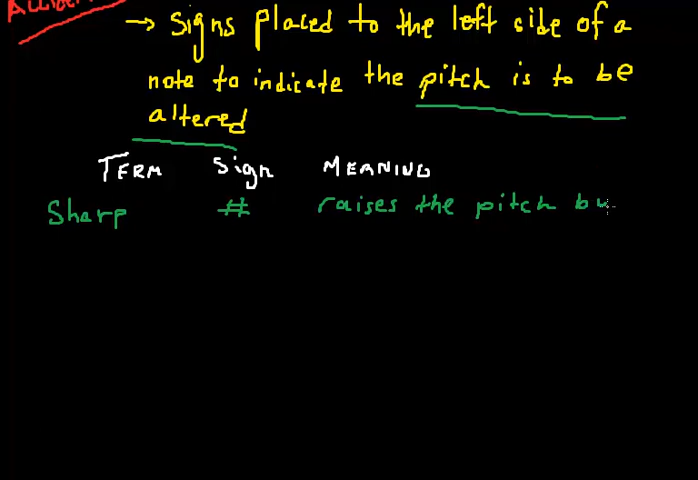 → Signs placed to the left side of a
note to indicate the pitch is to be
altered
TERM Sign MEANING
Sharp # raises the pitch